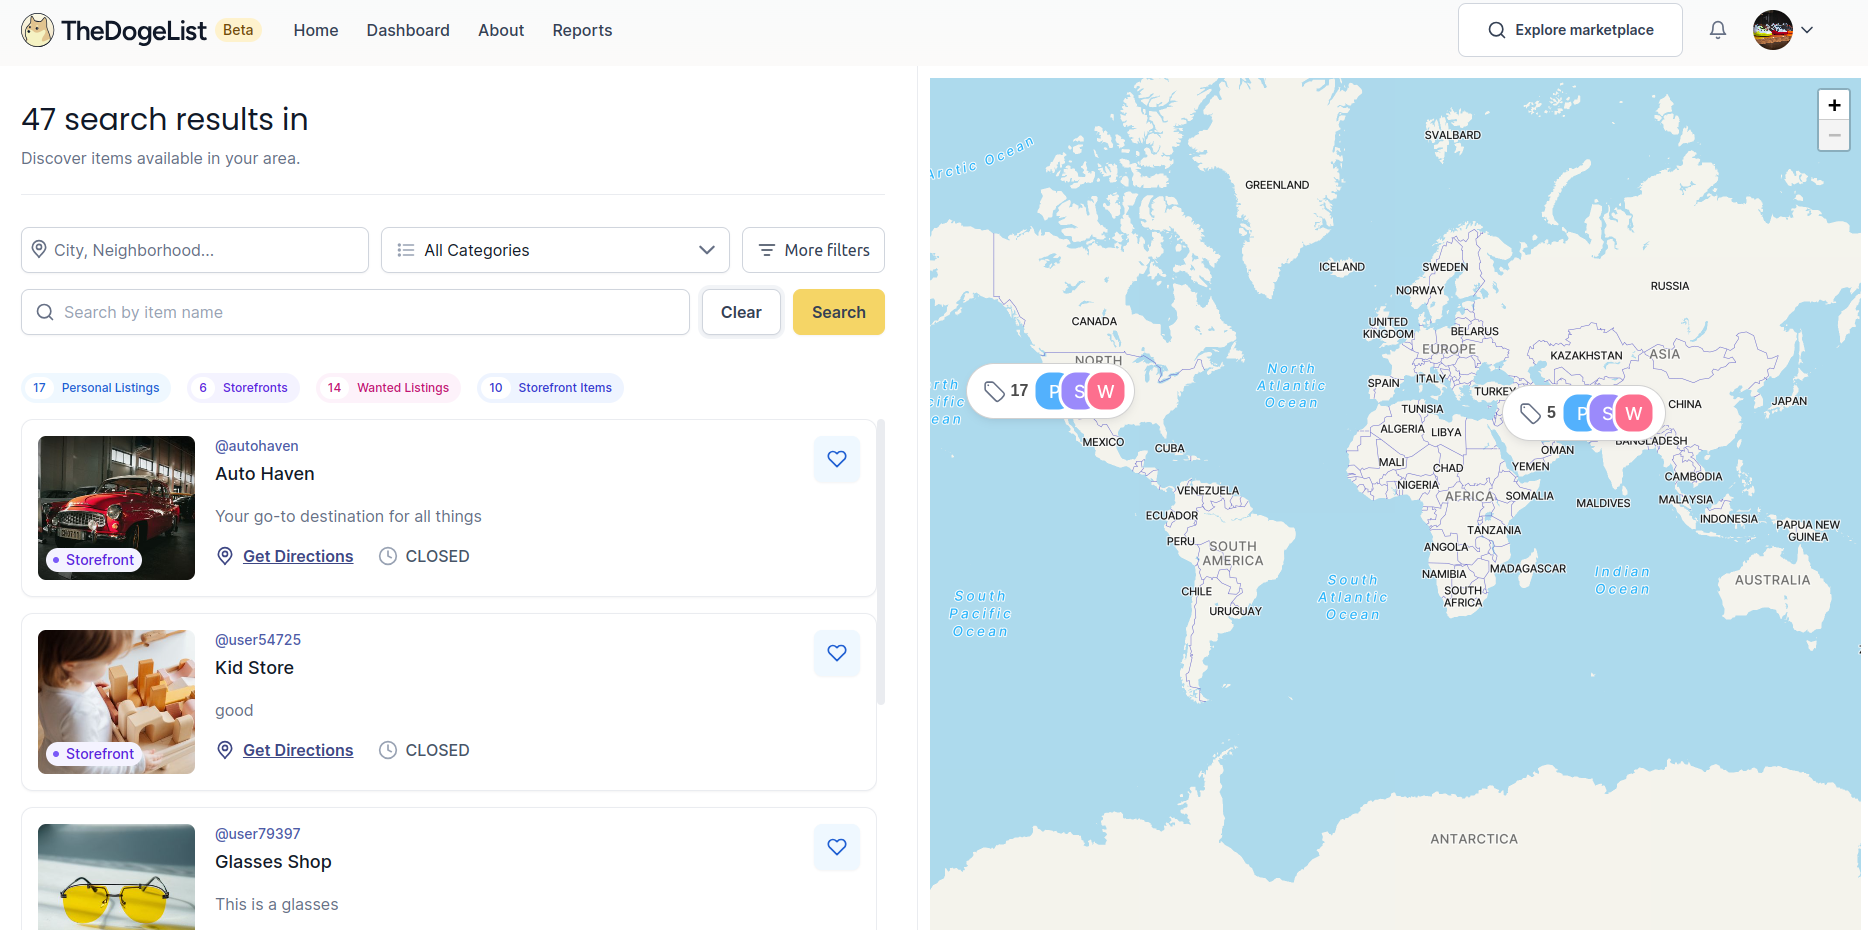 TheDogeList Beta Home Dashboard About Reports Explore marketplace
47 search results in
Discover items available in your area.
City, Neighborhood...
All Categories
More filters
Search by item name
Clear
Search
17 Personal Listings
6 Storefronts
14 Wanted Listings
10 Storefront Items
@autohaven
Auto Haven
Your go-to destination for all things
Get Directions
CLOSED
Storefront
@user54725
Kid Store
good
Get Directions
CLOSED
Storefront
@user79397
Glasses Shop
This is a glasses
+
−
Arctic Ocean
SVALBARD
GREENLAND
ICELAND
SWEDEN
NORWAY
RUSSIA
CANADA
UNITED
KINGDOM
BELARUS
EUROPE
KAZAKHSTAN
ASIA
NORTH
North
Atlantic
Ocean
SPAIN
ITALY
TURKEY
17 P S W
5 P S W
CHINA
JAPAN
TUNISIA
ALGERIA
LIBYA
MEXICO
CUBA
BANGLADESH
OMAN
MALI
CHAD
YEMEN
CAMBODIA
NIGERIA
AFRICA
SOMALIA
MALDIVES
MALAYSIA
VENEZUELA
ECUADOR
INDONESIA
PAPUA NEW
GUINEA
TANZANIA
PERU
SOUTH
AMERICA
ANGOLA
NAMIBIA
MADAGASCAR
Indian
Ocean
AUSTRALIA
CHILE
SOUTH
AFRICA
South
Atlantic
Ocean
South
Pacific
Ocean
URUGUAY
ANTARCTICA